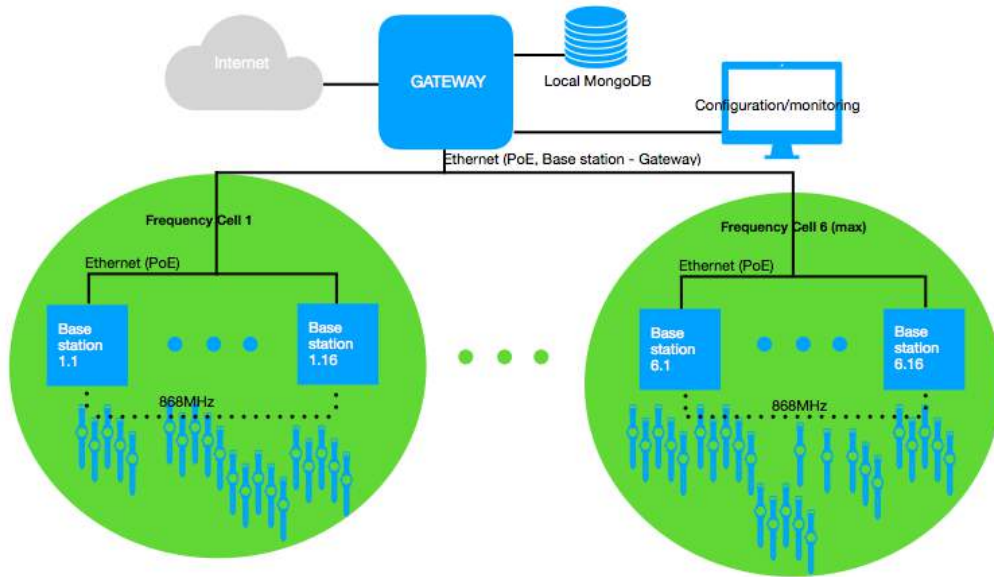 Internet
GATEWAY
Local MongoDB
Configuration/monitoring
Ethernet (PoE, Base station - Gateway)
Frequency Cell 1
Frequency Cell 6 (max)
Ethernet (PoE)
Ethernet (PoE)
Base
station
1.1
Base
station
1.16
Base
station
6.1
Base
station
6.16
868MHz
868MHz